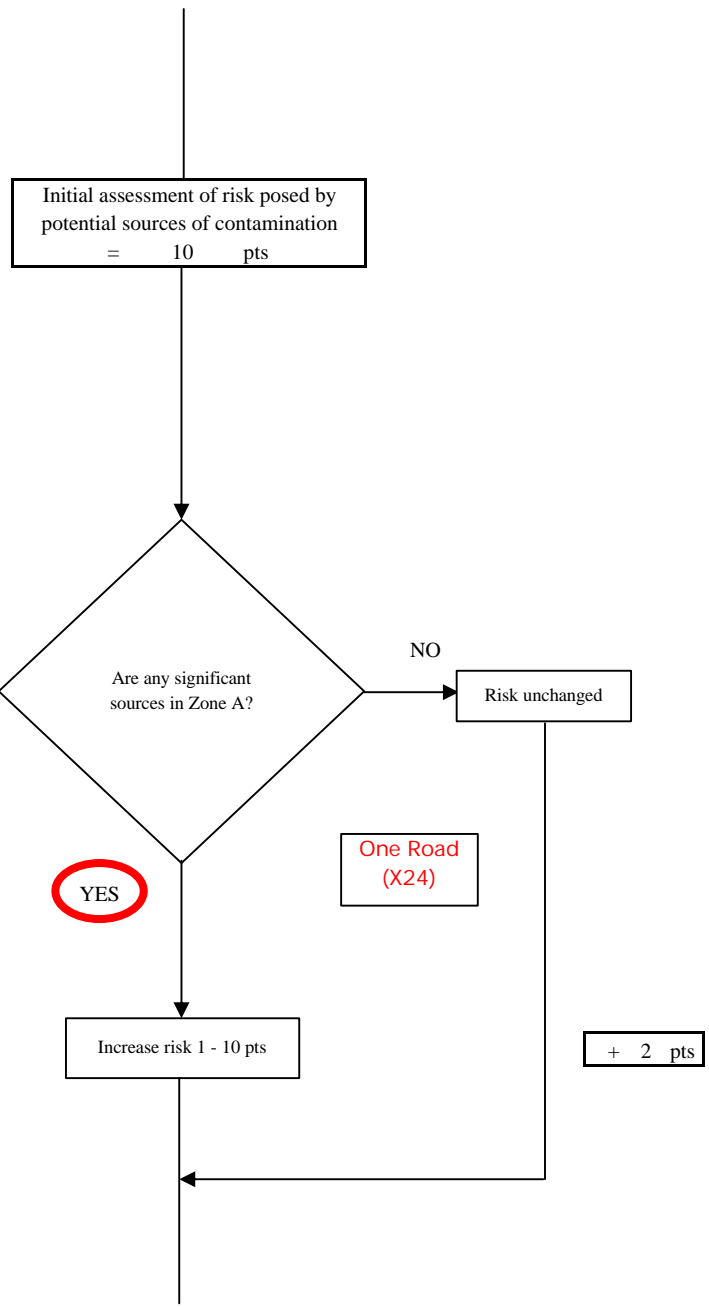 Initial assessment of risk posed by
potential sources of contamination
= 10 pts
Are any significant
sources in Zone A?
NO
Risk unchanged
One Road
(X24)
YES
Increase risk 1 - 10 pts
+ 2 pts